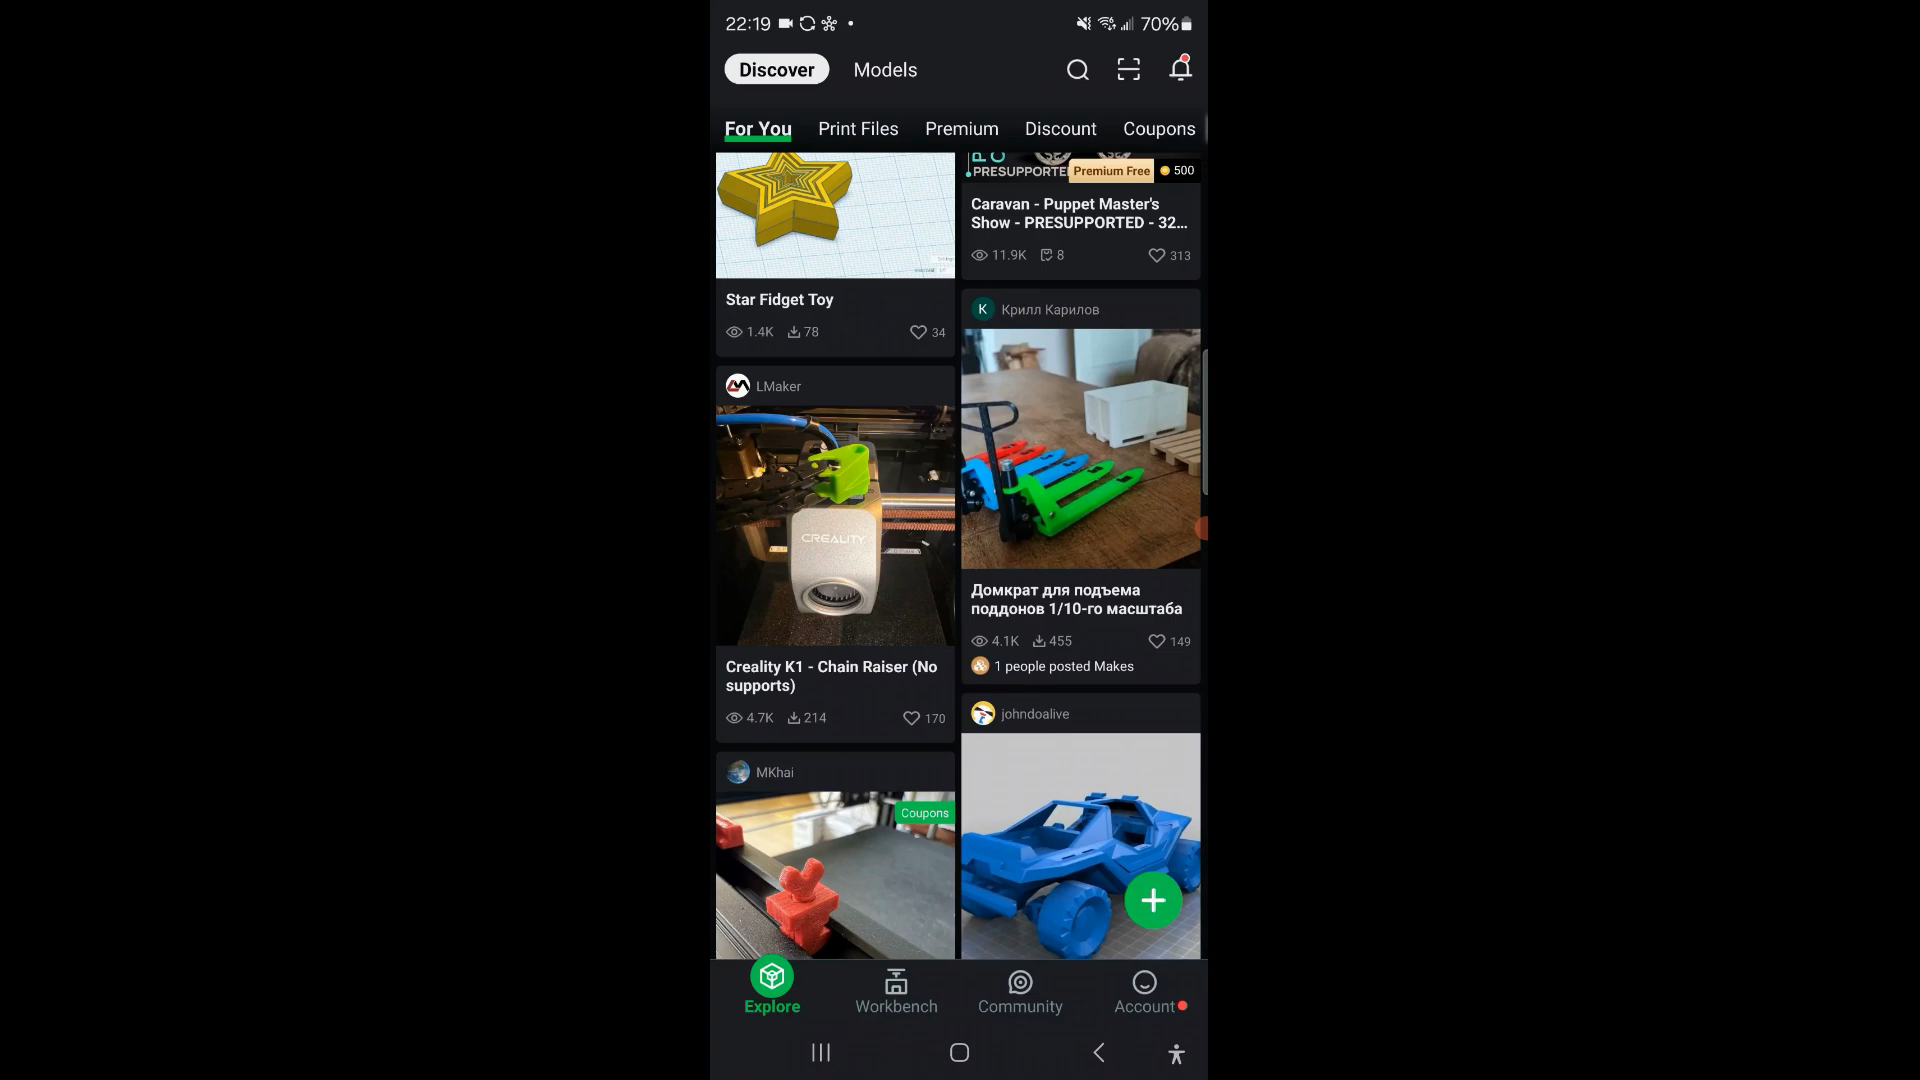 22:19
70%
Discover
Models
For You
Print Files
Premium
Discount
Coupons
Star Fidget Toy
1.4K
78
34
LMaker
CREALITY
Creality K1 - Chain Raiser (No
supports)
4.7K
214
170
MKhai
Coupons
PRESUPPORTE
Premium Free
500
Caravan - Puppet Master's
Show - PRESUPPORTED - 32...
11.9K
8
313
K
Крилл Карилов
Домкрат для подъема
поддонов 1/10-го масштаба
4.1K
455
149
1 people posted Makes
johndoalive
Explore
Workbench
Community
Account